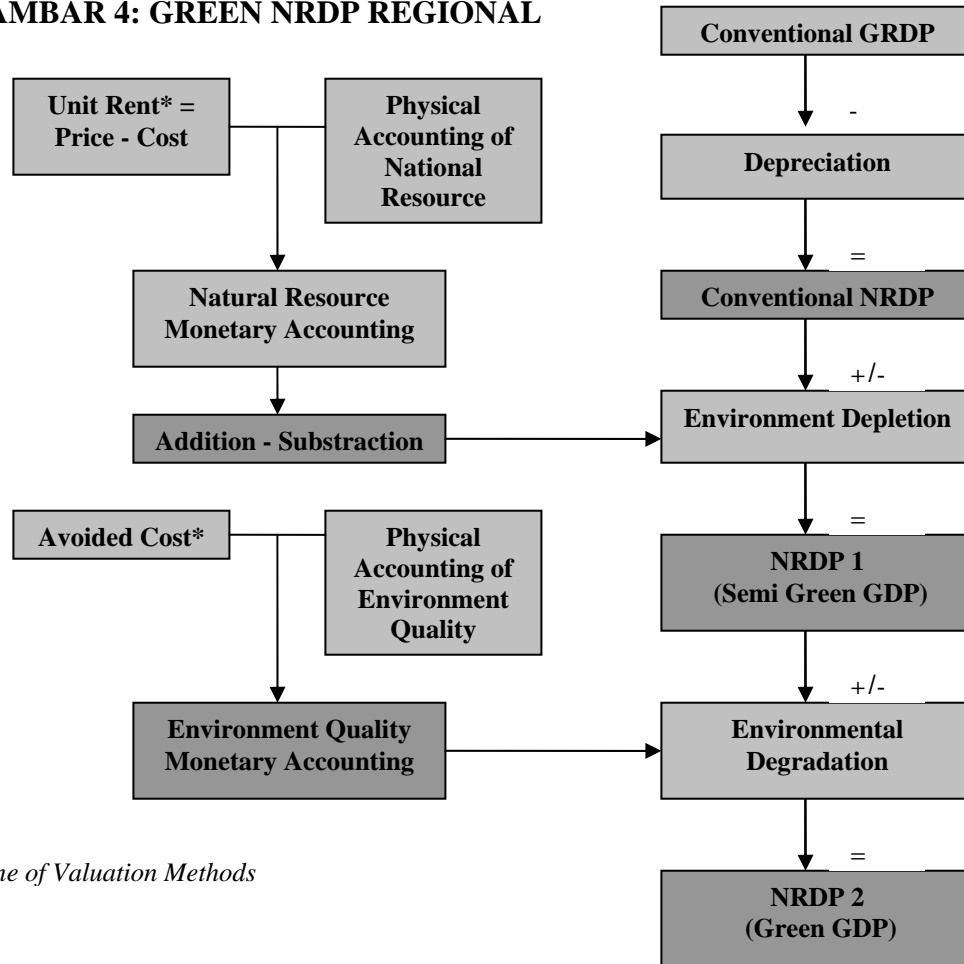 AMBAR 4: GREEN NRDP REGIONAL
Unit Rent* =
Price - Cost
Physical
Accounting of
National
Resource
Natural Resource
Monetary Accounting
Addition - Substraction
Avoided Cost*
Physical
Accounting of
Environment
Quality
Environment Quality
Monetary Accounting
ne of Valuation Methods
Conventional GRDP
-
Depreciation
=
Conventional NRDP
+/-
Environment Depletion
=
NRDP 1
(Semi Green GDP)
+/-
Environmental
Degradation
=
NRDP 2
(Green GDP)